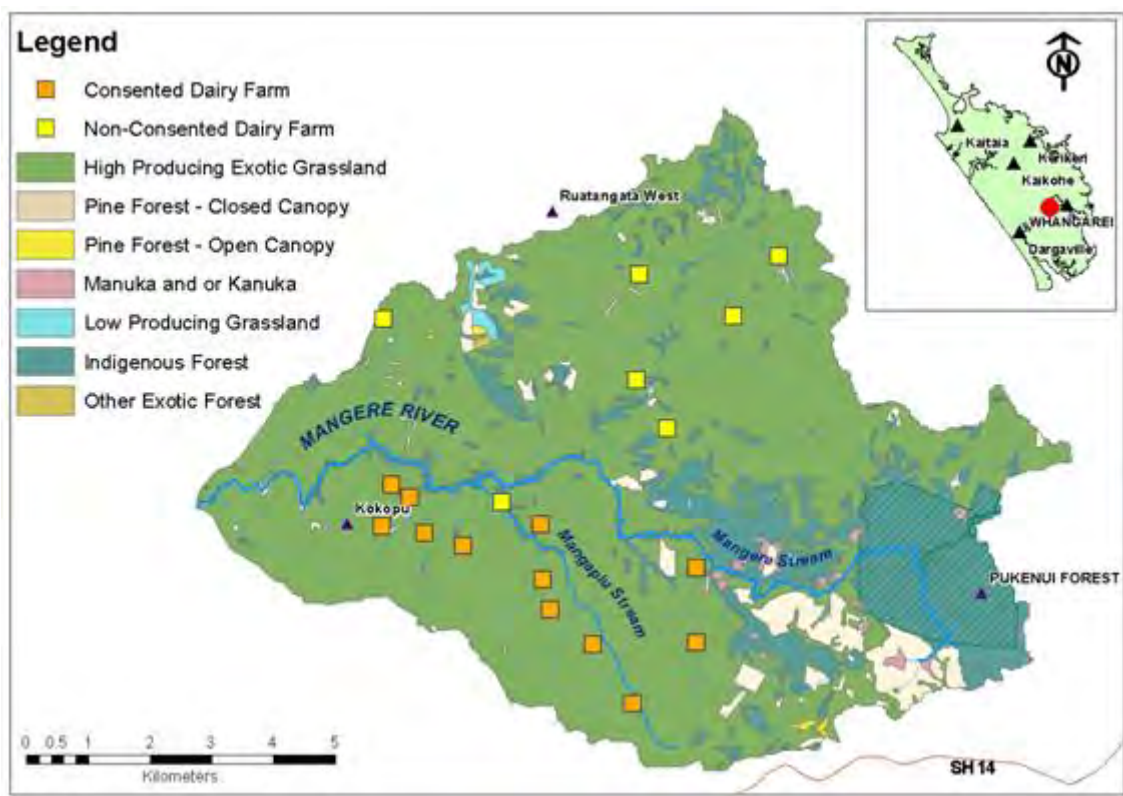 Legend
Consented Dairy Farm
Non-Consented Dairy Farm
High Producing Exotic Grassland
Pine Forest - Closed Canopy
Pine Forest - Open Canopy
Manuka and or Kanuka
Low Producing Grassland
Indigenous Forest
Other Exotic Forest
N
Kaitaia
Kerikeri
Kaikohe
WHANGAREI
Dargaville
Ruatangata West
MANGERE RIVER
Kokopu
Mangapiu Stream
Mangere Stream
PUKENUI FOREST
0 0.5 1 2 3 4 5
Kilometers
SH 14